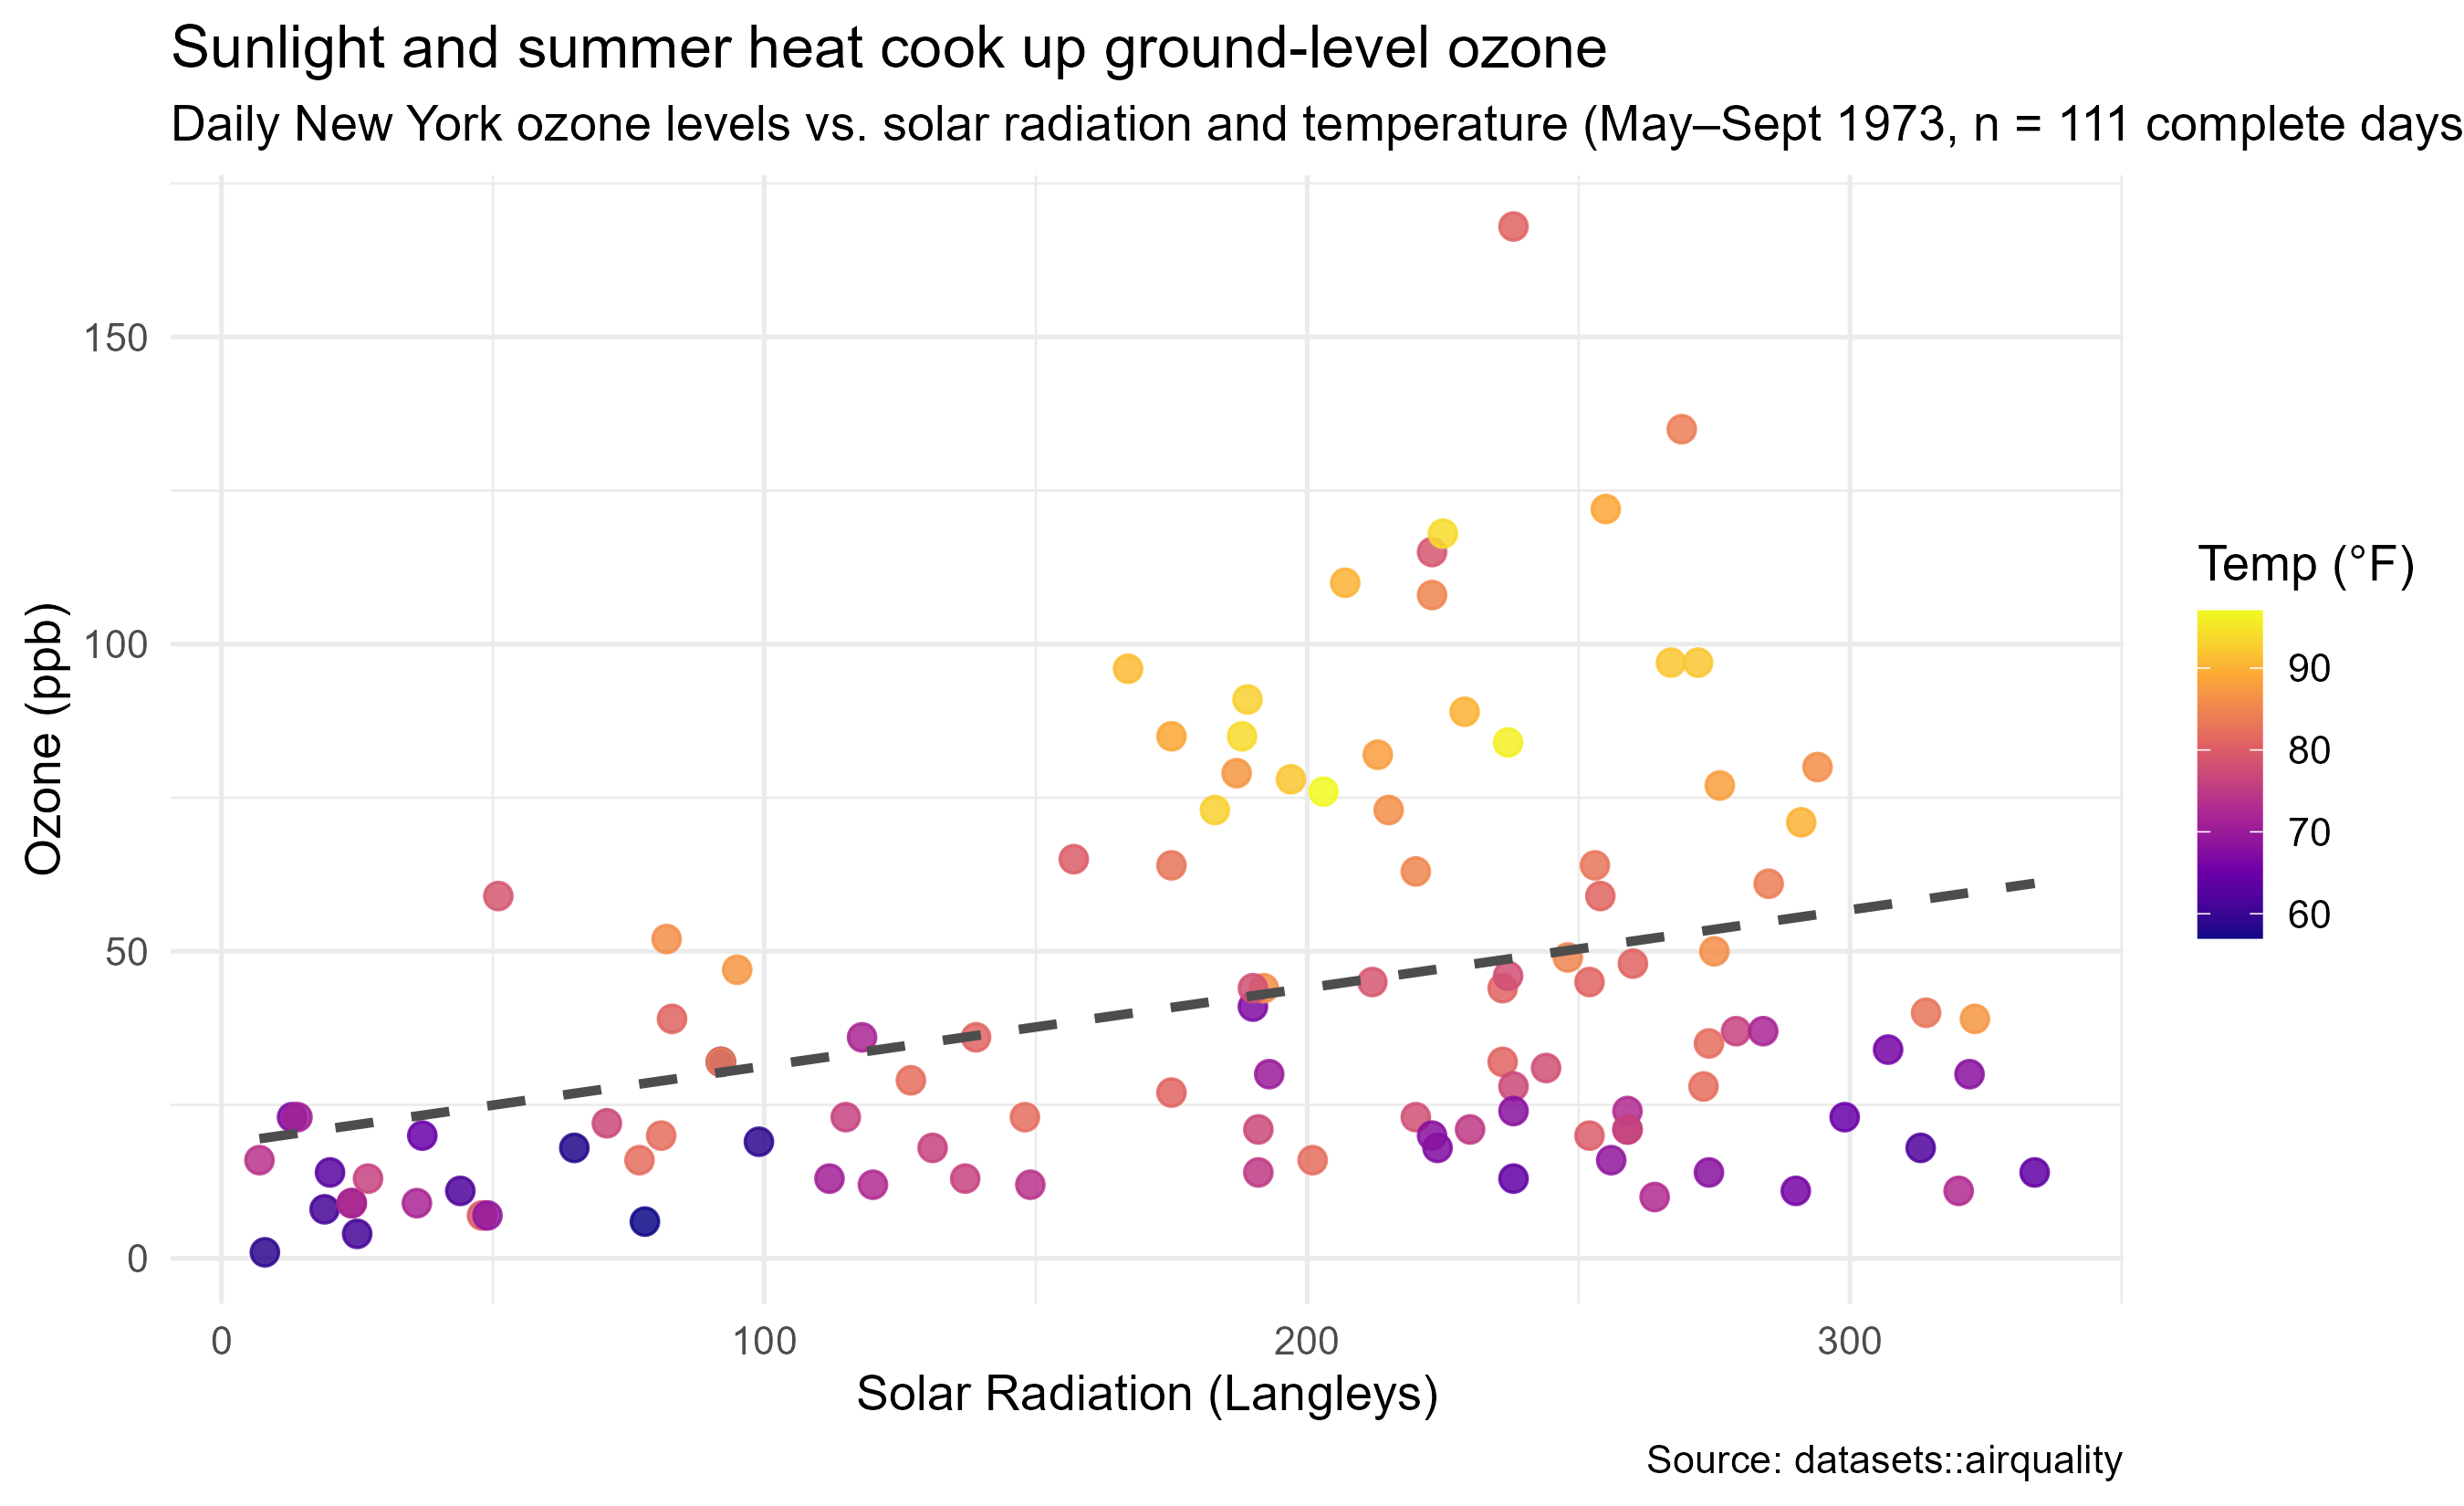 Sunlight and summer heat cook up ground-level ozone
Daily New York ozone levels vs. solar radiation and temperature (May–Sept 1973, n = 111 complete days
Ozone (ppb)
150
100
50
0
0 100 200 300
Solar Radiation (Langleys)
Temp (°F)
90
80
70
60
Source: datasets::airquality